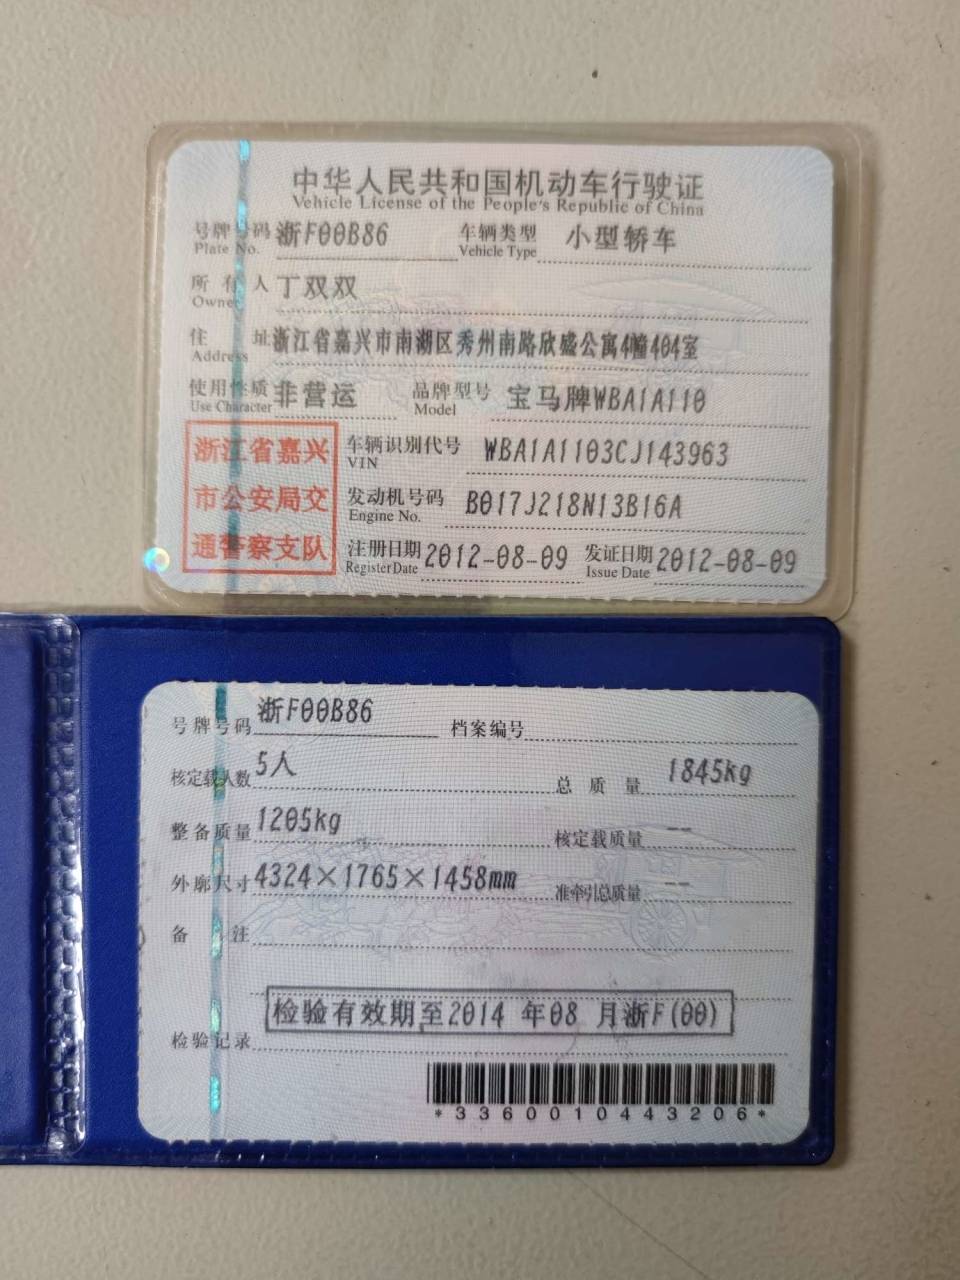 中华人民共和国机动车行驶证
Vehicle License of the People's Republic of China
号牌号码 浙F00B86 车辆类型 小型轿车
Plate No. Vehicle Type
所有人 丁双双
Owner
住址 浙江省嘉兴市南湖区秀州南路欣盛公寓4幢404室
Address
使用性质 非营运 品牌型号 宝马牌WBA1A110
Use Character Model
浙江省嘉兴
市公安局交
通警察支队
车辆识别代号 WBA1A1103CJ143963
VIN
发动机号码 B017J218N13B16A
Engine No.
注册日期 2012-08-09 发证日期 2012-08-09
Register Date Issue Date
号牌号码 浙F00B86 档案编号
核定载人数 5人 总质量 1845kg
整备质量 1205kg 核定载质量 --
外廓尺寸 4324×1765×1458mm 准牵引总质量 --
备注
检验有效期至2014 年08 月浙F(00)
检验记录
*3360010443206*